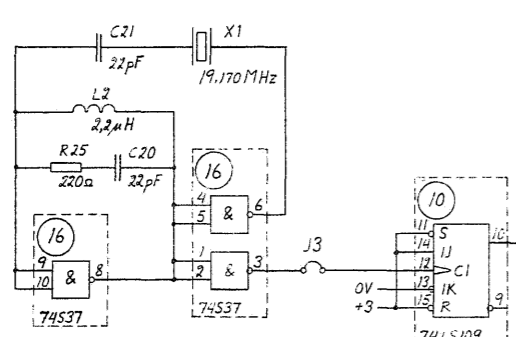 C21
X1
22pF
19,170MHz
L2
2,2µH
R25
C20
220Ω
22pF
16
4
5
&
6
16
9
10
&
8
1
2
&
3
J3
74S37
74S37
10
11
S
14
1J
10
12
C1
0V
13
1K
+3
15
R
9
74LS109